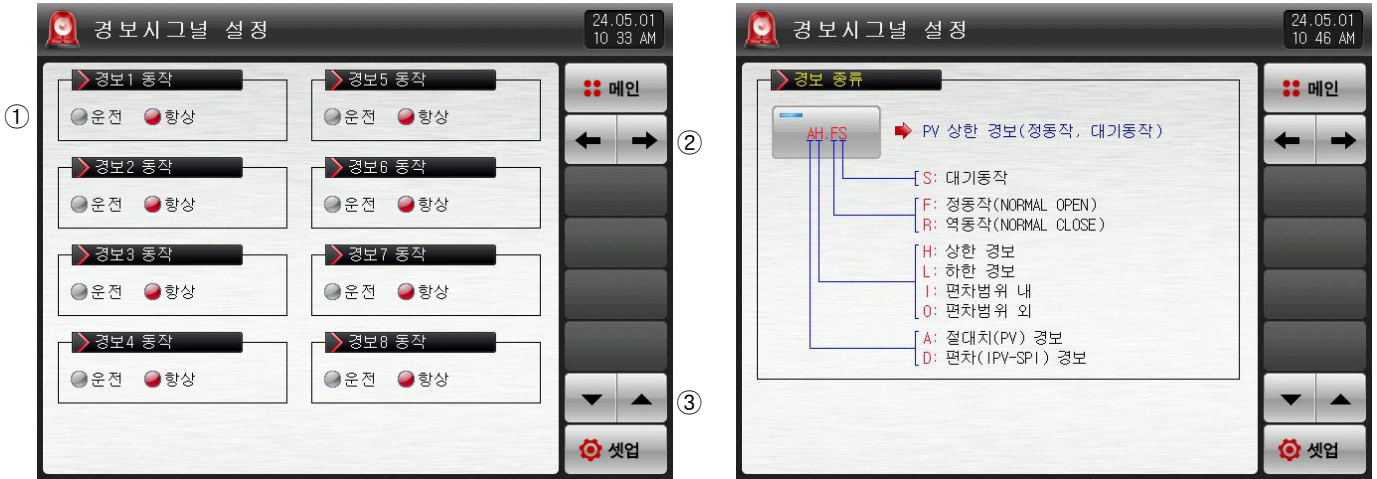 경보시그널 설정
24.05.01
10 33 AM
경보1 동작
운전 항상
경보5 동작
운전 항상
경보2 동작
운전 항상
경보6 동작
운전 항상
경보3 동작
운전 항상
경보7 동작
운전 항상
경보4 동작
운전 항상
경보8 동작
운전 항상
메인
셋업
①
②
③
경보시그널 설정
24.05.01
10 46 AM
경보 종류
AH.FS
PV 상한 경보(정동작, 대기동작)
S: 대기동작
F: 정동작(NORMAL OPEN)
R: 역동작(NORMAL CLOSE)
H: 상한 경보
L: 하한 경보
I: 편차범위 내
O: 편차범위 외
A: 절대치(PV) 경보
D: 편차(IPV-SPI) 경보
메인
셋업